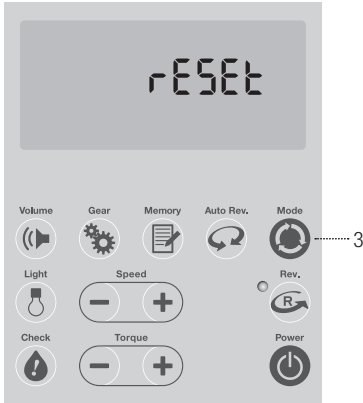 rESEt
Volume Gear Memory Auto Rev. Mode
3
Light Speed Rev.
R
Check Torque Power